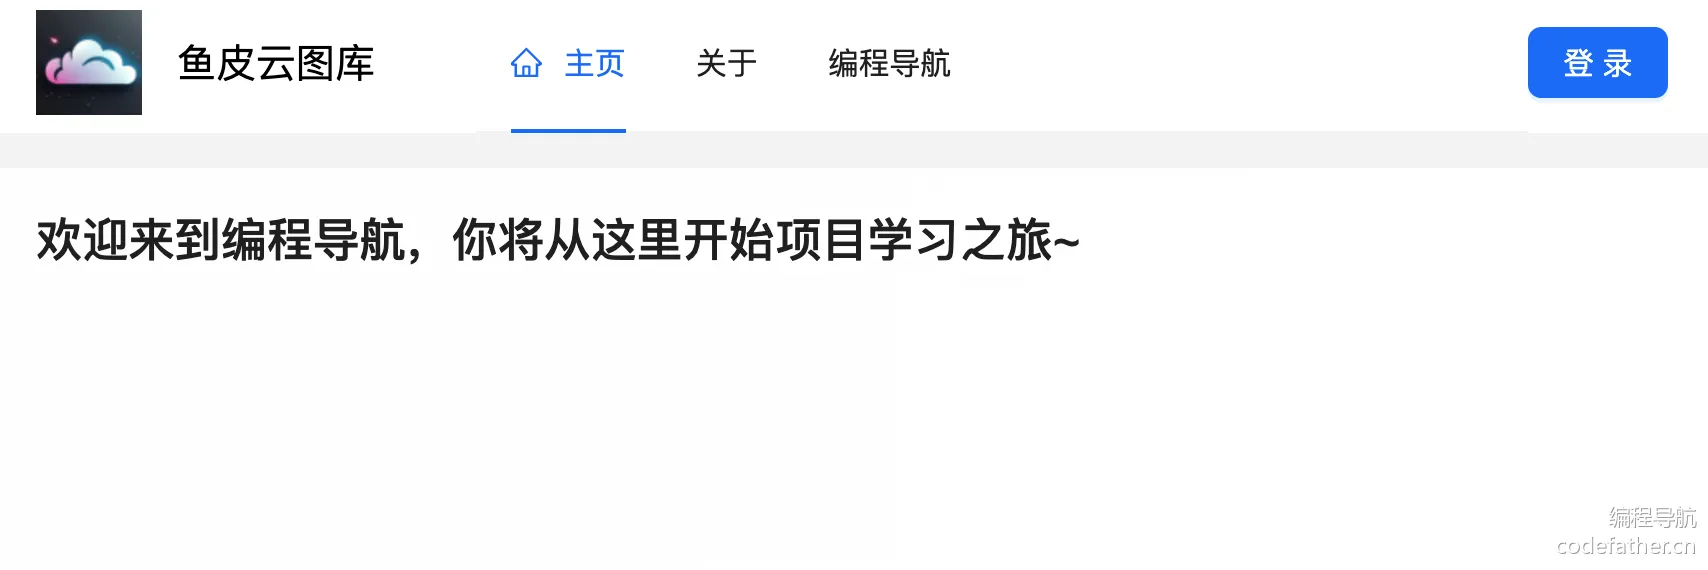 鱼皮云图库 主页 关于 编程导航 登 录
欢迎来到编程导航，你将从这里开始项目学习之旅~
编程导航
codefather.cn